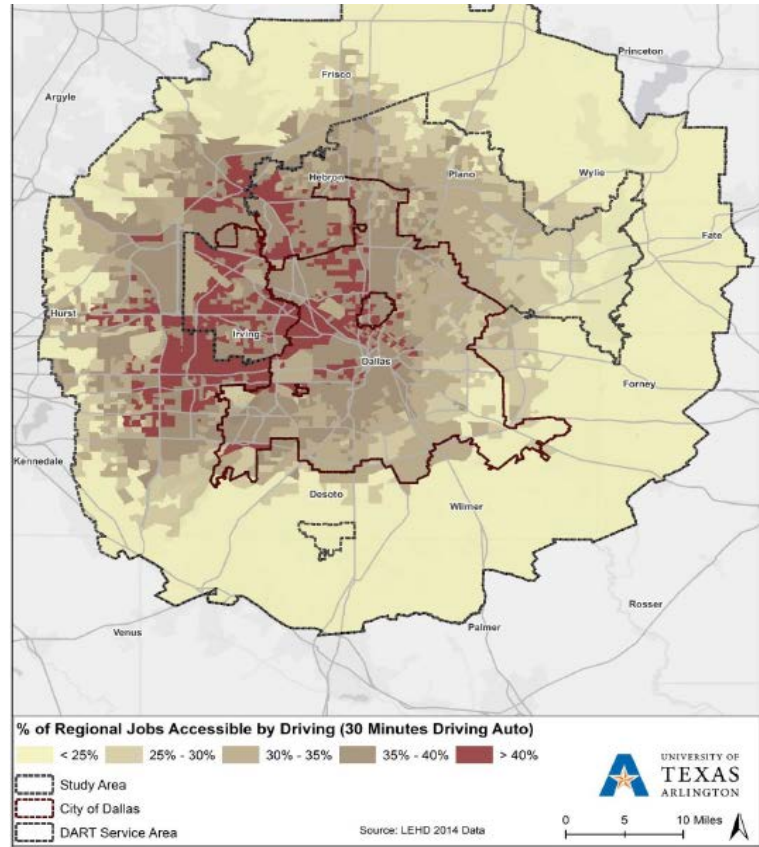 Princeton
Frisco
Argyle
Hebron
Plano
Wylie
Fate
Hurst
Irving
Dallas
Forney
Kennedale
Desoto
Wilmer
Rosser
Venus
Palmer
% of Regional Jobs Accessible by Driving (30 Minutes Driving Auto)
< 25% 25% - 30% 30% - 35% 35% - 40% > 40%
Study Area
City of Dallas
DART Service Area
Source: LEHD 2014 Data
UNIVERSITY OF
TEXAS
ARLINGTON
0 5 10 Miles